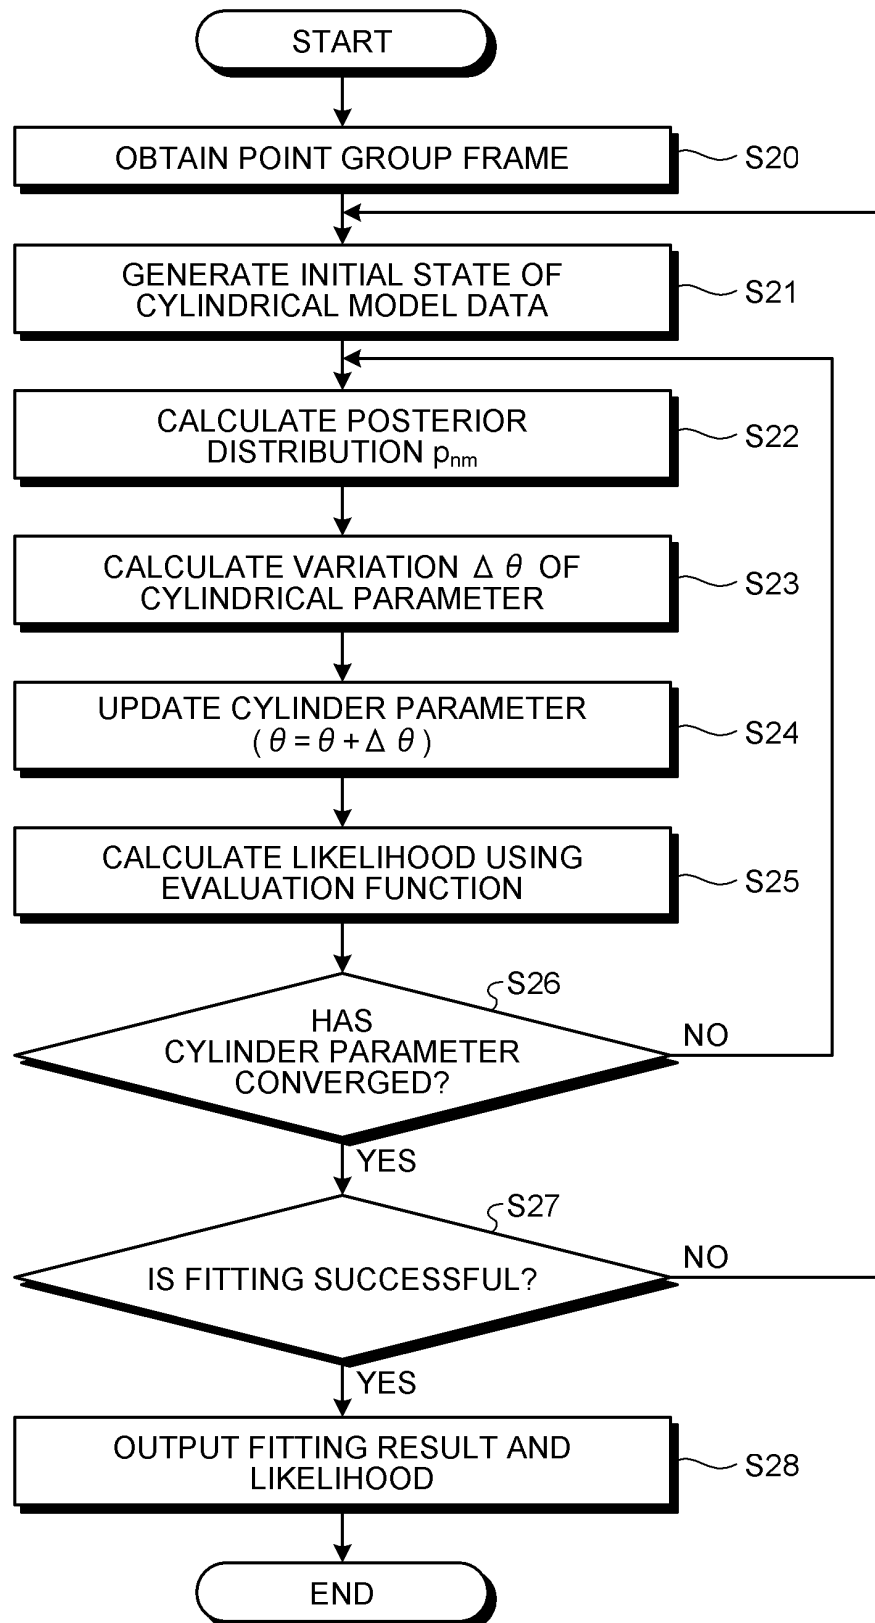 START
OBTAIN POINT GROUP FRAME
S20
GENERATE INITIAL STATE OF
CYLINDRICAL MODEL DATA
S21
CALCULATE POSTERIOR
DISTRIBUTION pnm
S22
CALCULATE VARIATION Δ θ OF
CYLINDRICAL PARAMETER
S23
UPDATE CYLINDER PARAMETER
( θ = θ + Δ θ )
S24
CALCULATE LIKELIHOOD USING
EVALUATION FUNCTION
S25
S26
HAS
CYLINDER PARAMETER
CONVERGED?
NO
YES
S27
IS FITTING SUCCESSFUL?
NO
YES
OUTPUT FITTING RESULT AND
LIKELIHOOD
S28
END